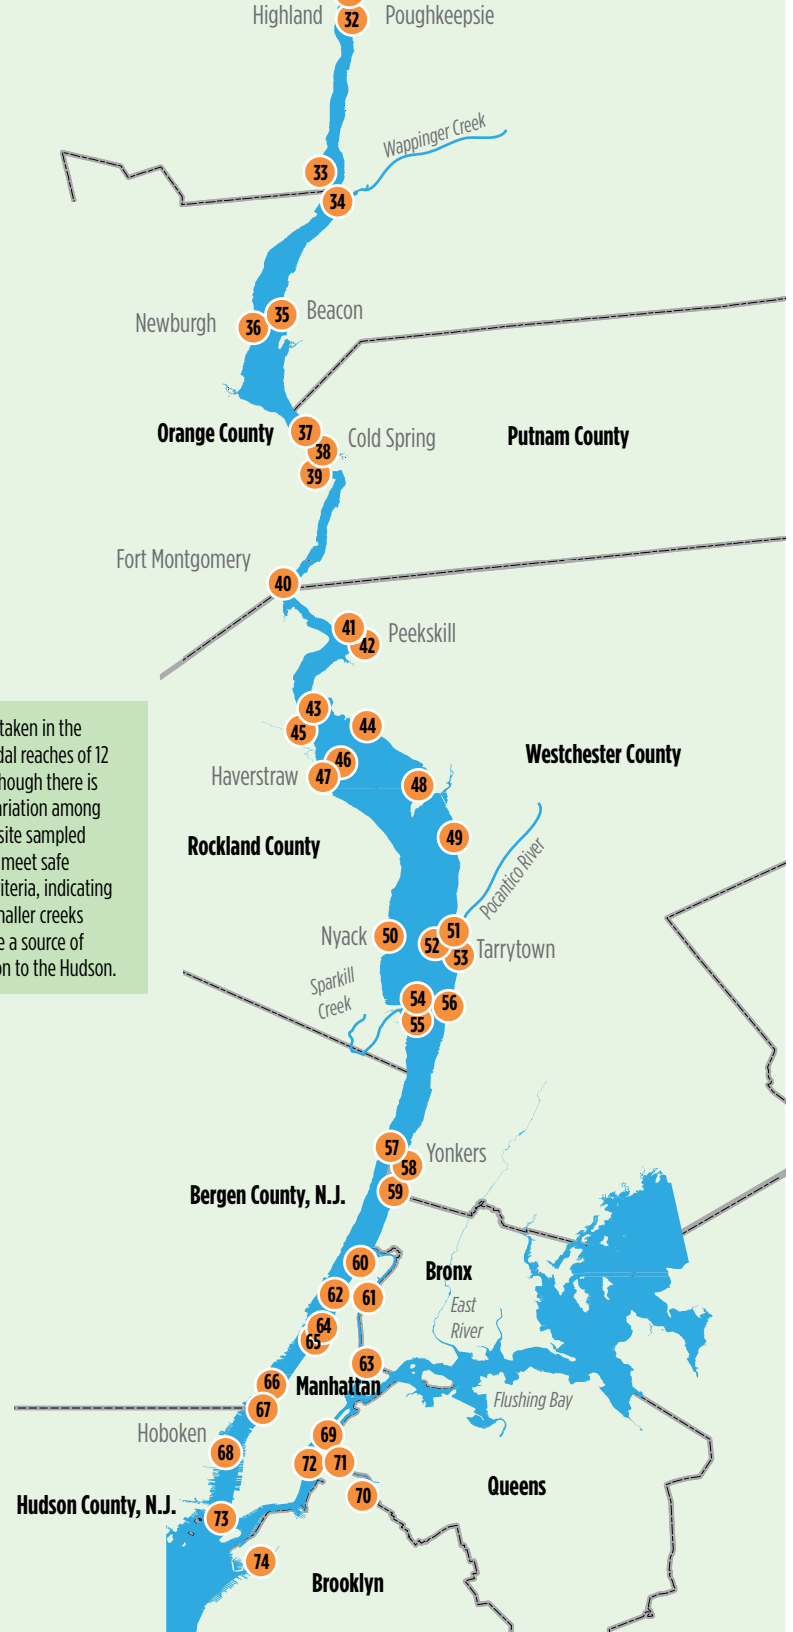 Highland
32
Poughkeepsie
Wappinger Creek
33
34
Newburgh
36
35
Beacon
Orange County
37
38
Cold Spring
39
Putnam County
Fort Montgomery
40
41
42
Peekskill
43
45
44
46
47
Haverstraw
48
Westchester County
taken in the
dal reaches of 12
hough there is
ariation among
site sampled
meet safe
iteria, indicating
maller creeks
e a source of
on to the Hudson.
Rockland County
49
Pocantico River
Nyack
50
52
51
53
Tarrytown
Sparkill
Creek
54
55
56
57
58
Yonkers
59
Bergen County, N.J.
60
Bronx
62
61
East
River
64
65
63
66
Manhattan
67
Flushing Bay
Hoboken
68
69
72
71
70
Queens
Hudson County, N.J.
73
74
Brooklyn